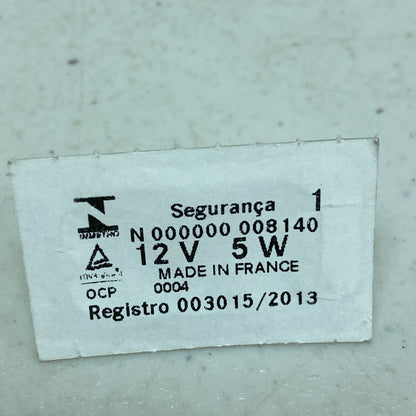 Segurança 1
N 000000 008140
12 V 5 W
MADE IN FRANCE
OCP 0004
Registro 003015/2013